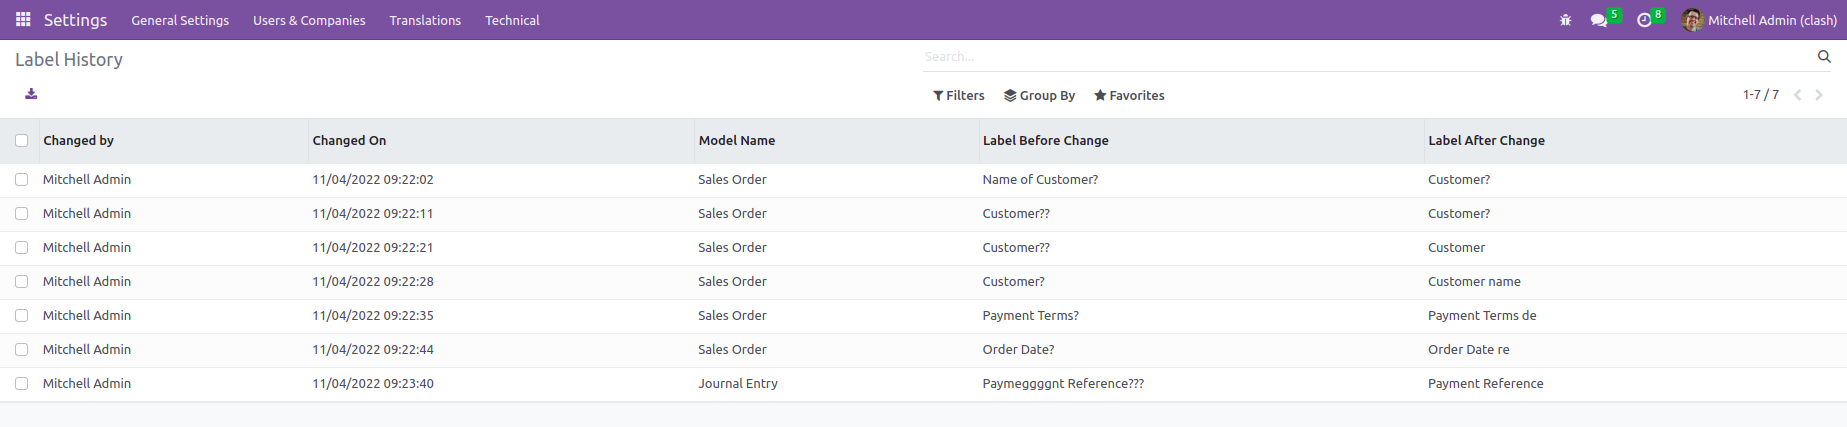 Settings General Settings Users & Companies Translations Technical 5 8 Mitchell Admin (clash)
Label History Search...
Filters Group By Favorites 1-7 / 7
Changed by Changed On Model Name Label Before Change Label After Change
Mitchell Admin 11/04/2022 09:22:02 Sales Order Name of Customer? Customer?
Mitchell Admin 11/04/2022 09:22:11 Sales Order Customer?? Customer?
Mitchell Admin 11/04/2022 09:22:21 Sales Order Customer?? Customer
Mitchell Admin 11/04/2022 09:22:28 Sales Order Customer? Customer name
Mitchell Admin 11/04/2022 09:22:35 Sales Order Payment Terms? Payment Terms de
Mitchell Admin 11/04/2022 09:22:44 Sales Order Order Date? Order Date re
Mitchell Admin 11/04/2022 09:23:40 Journal Entry Paymeggggnt Reference??? Payment Reference